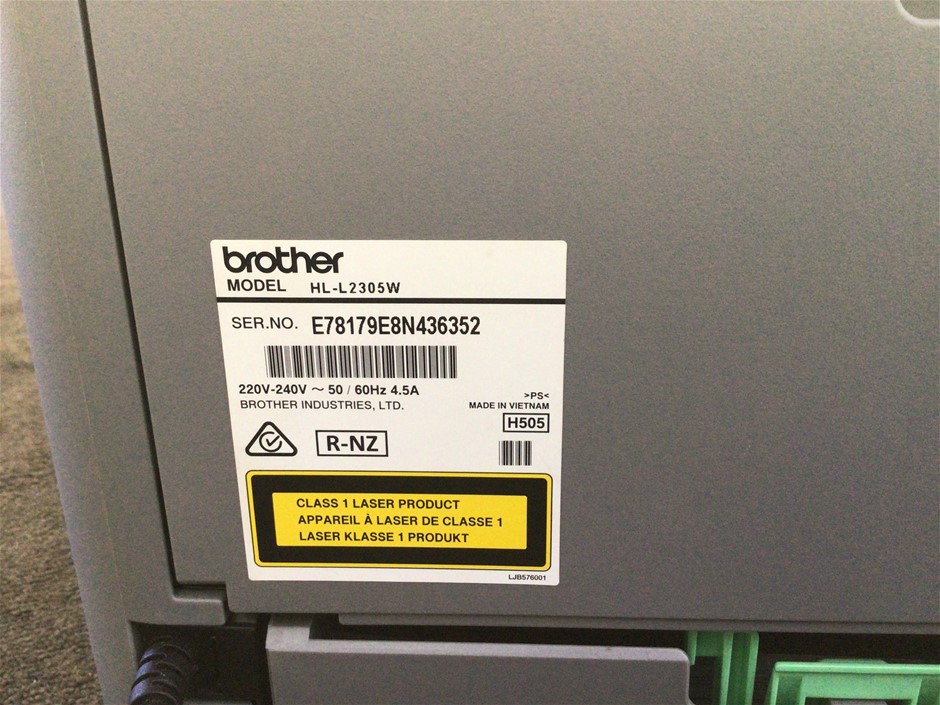 brother
MODEL HL-L2305W
SER.NO. E78179E8N436352
220V-240V ~ 50 / 60Hz 4.5A
BROTHER INDUSTRIES, LTD.
>PS<
MADE IN VIETNAM
H505
R-NZ
CLASS 1 LASER PRODUCT
APPAREIL À LASER DE CLASSE 1
LASER KLASSE 1 PRODUKT
LJB576001